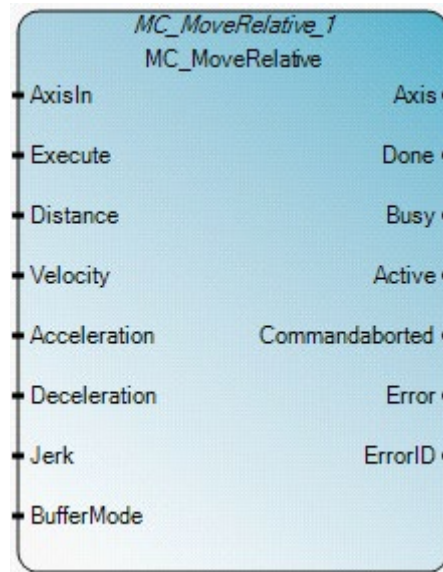 MC_MoveRelative_1
MC_MoveRelative
AxisIn Axis
Execute Done
Distance Busy
Velocity Active
Acceleration Commandaborted
Deceleration Error
Jerk ErrorID
BufferMode